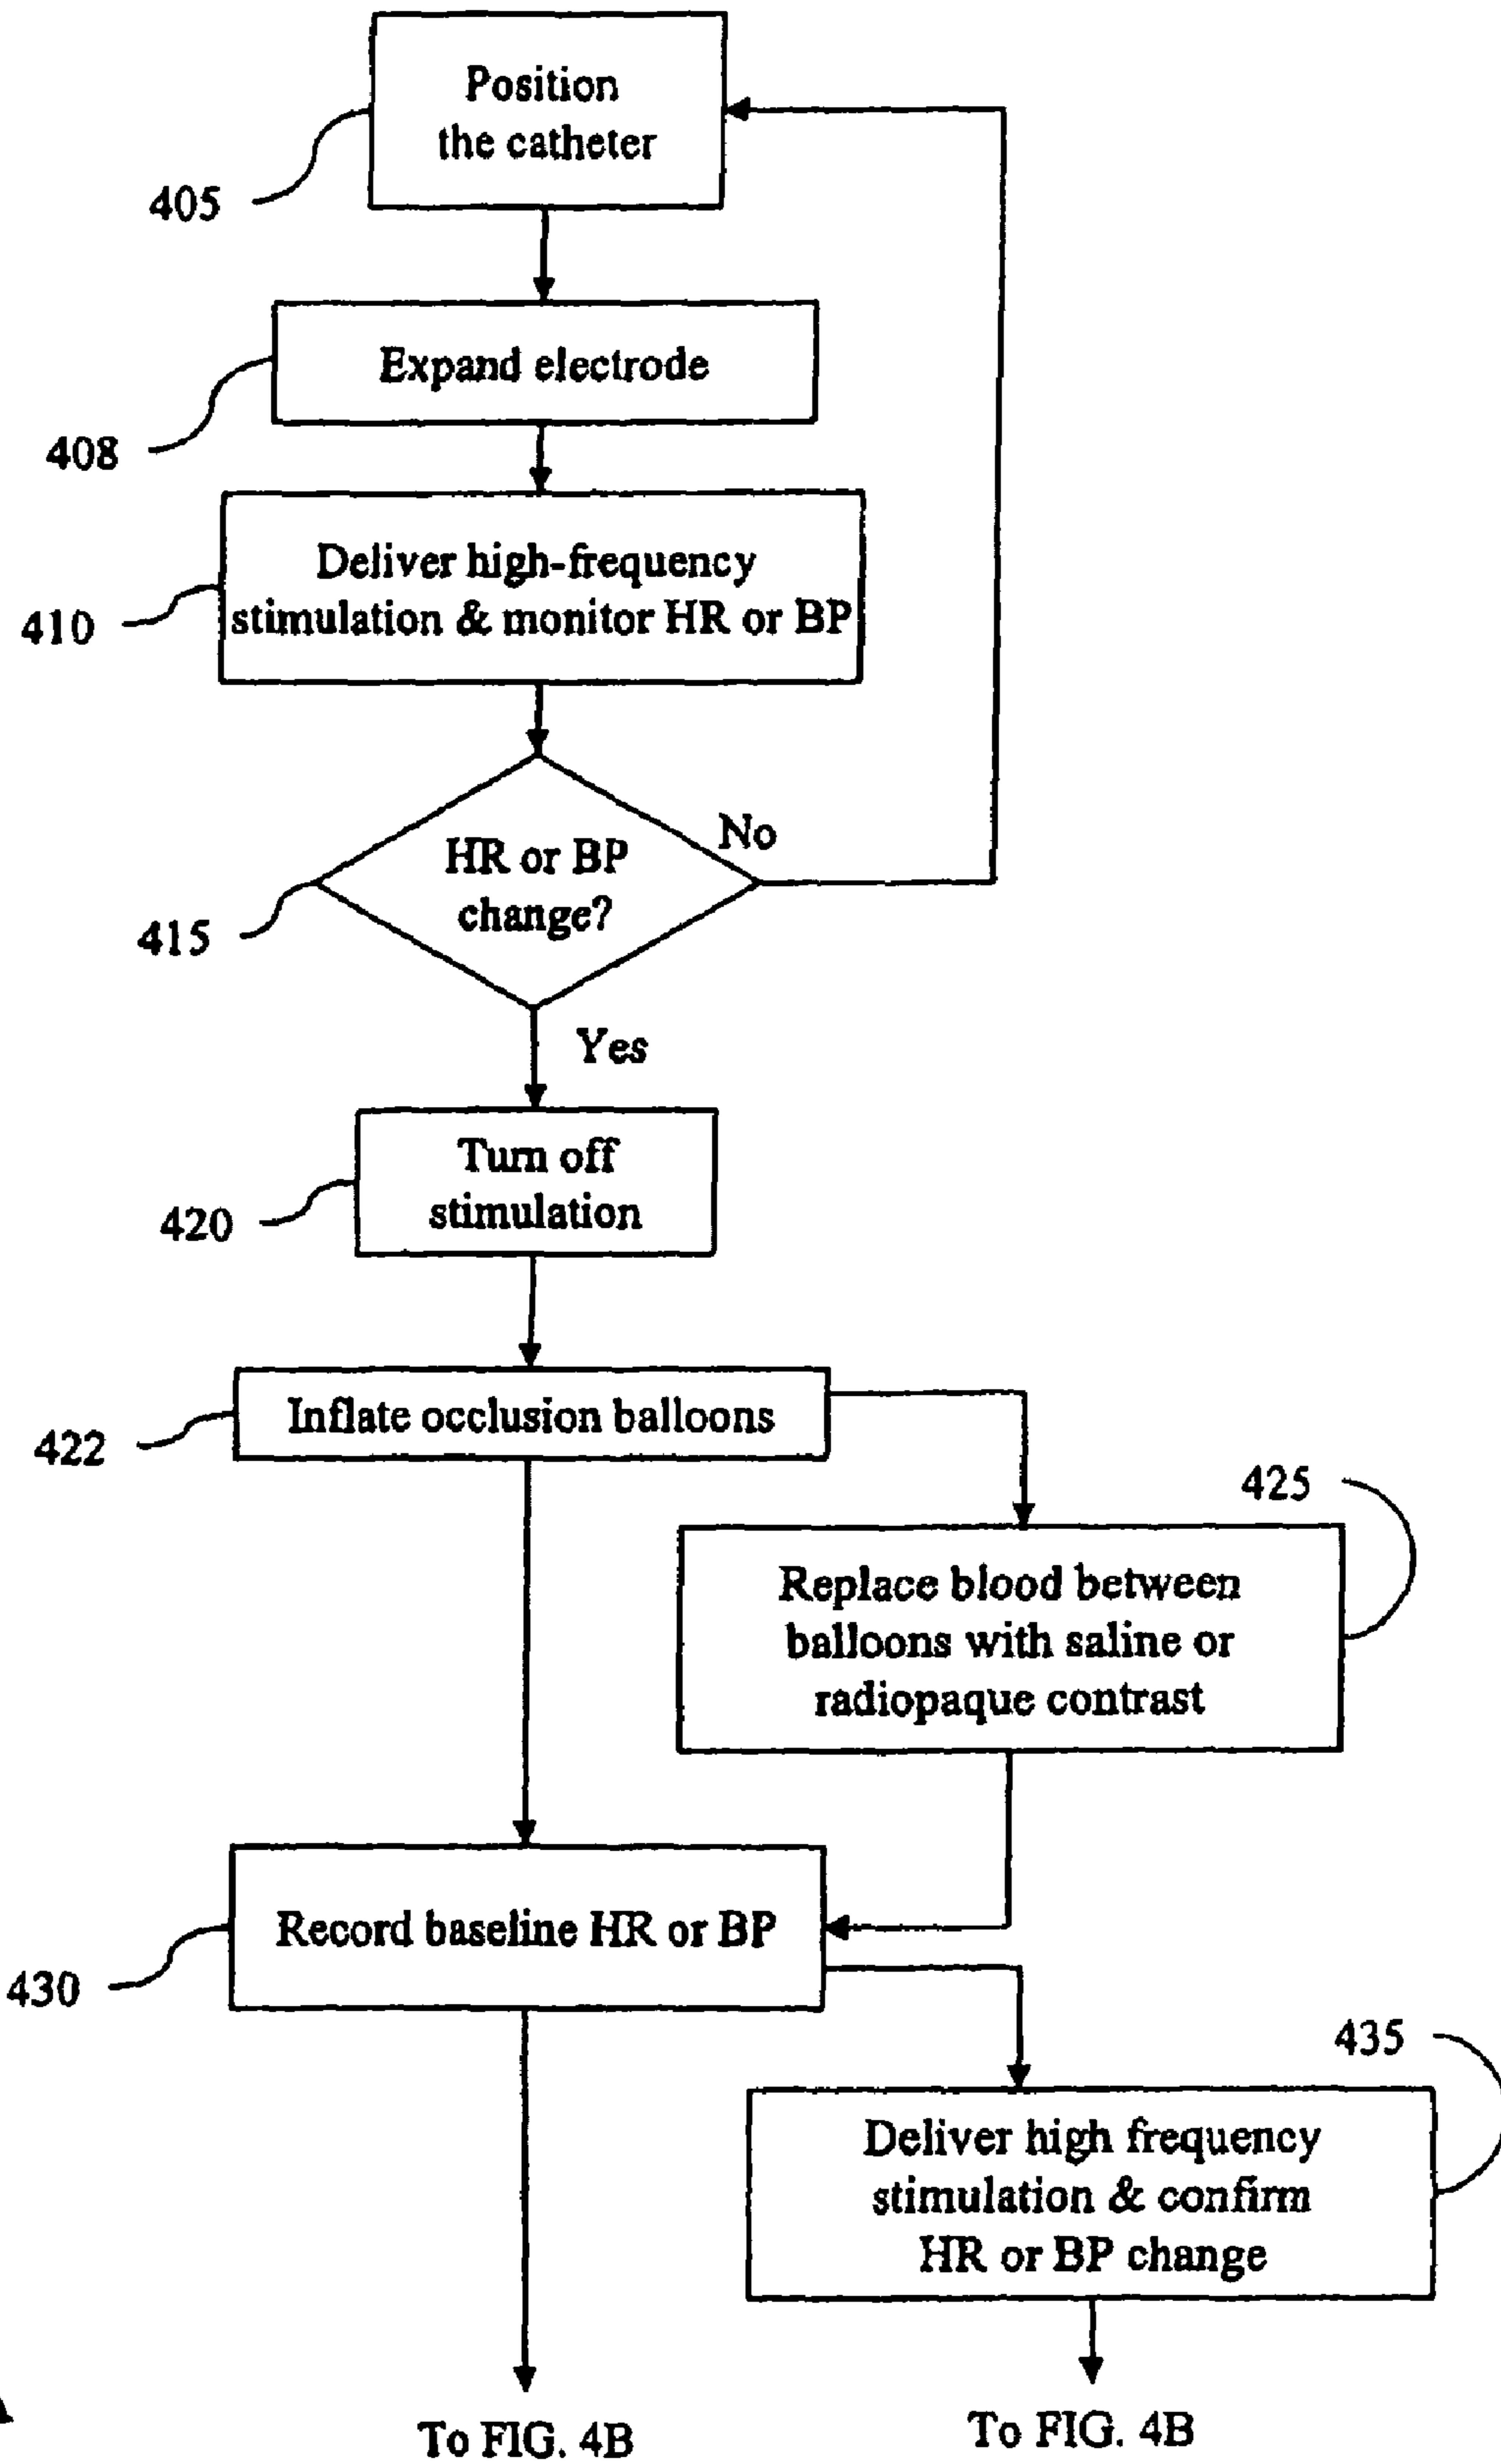 Position
the catheter
405
Expand electrode
408
Deliver high-frequency
stimulation & monitor HR or BP
410
No
HR or BP
change?
415
Yes
Turn off
stimulation
420
Inflate occlusion balloons
422
425
Replace blood between
balloons with saline or
radiopaque contrast
Record baseline HR or BP
430
435
Deliver high frequency
stimulation & confirm
HR or BP change
To FIG. 4B
To FIG. 4B